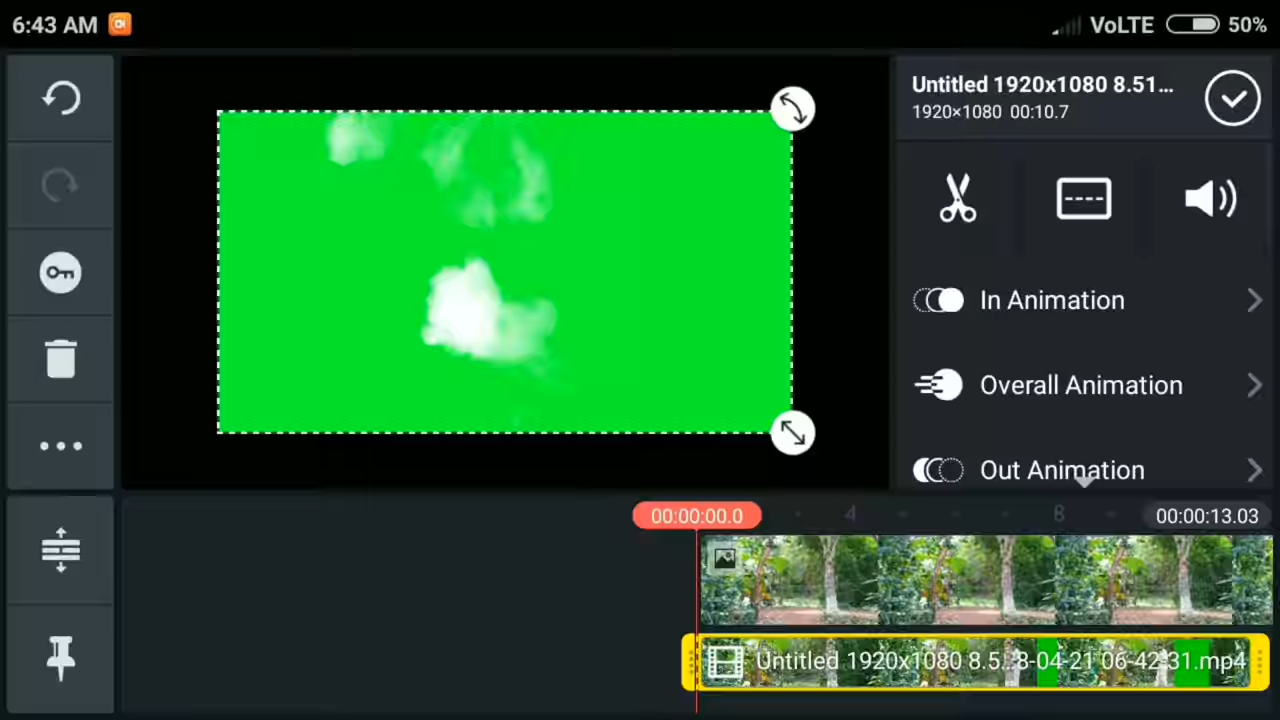 6:43 AM
VoLTE
50%
Untitled 1920x1080 8.51...
1920×1080 00:10.7
In Animation
Overall Animation
Out Animation
00:00:00.0
4
8
00:00:13.03
Untitled 1920x1080 8.5...8-04-21 06-42-31.mp4